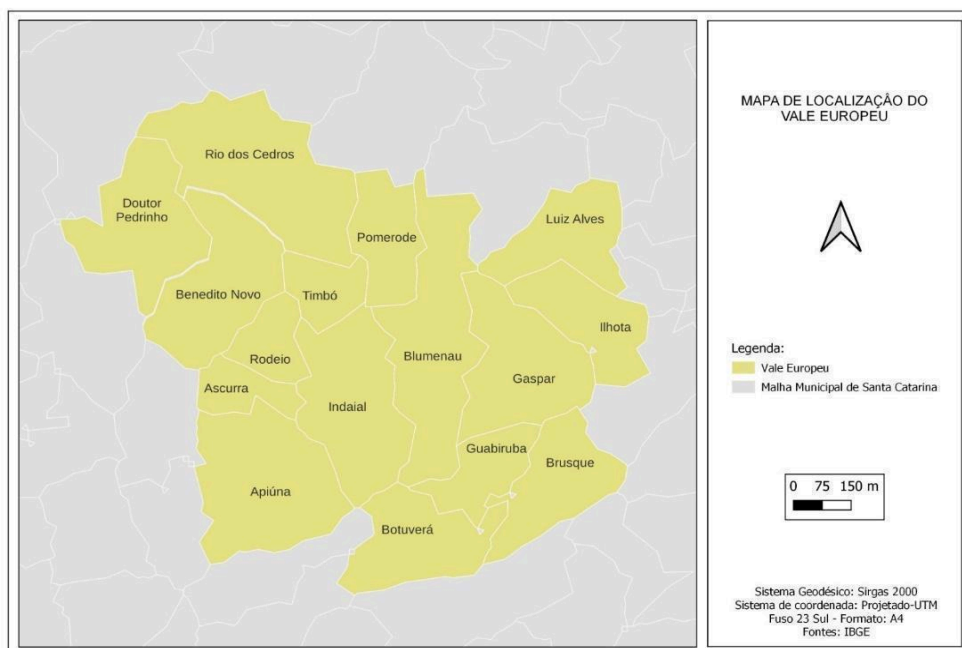 MAPA DE LOCALIZAÇÃO DO
VALE EUROPEU
Rio dos Cedros
Doutor
Pedrinho
Pomerode
Luiz Alves
Benedito Novo
Timbó
Ilhota
Rodeio
Blumenau
Ascurra
Gaspar
Indaial
Guabiruba
Brusque
Apiúna
Botuverá
Legenda:
Vale Europeu
Malha Municipal de Santa Catarina
0 75 150 m
Sistema Geodésico: Sirgas 2000
Sistema de coordenada: Projetado-UTM
Fuso 23 Sul - Formato: A4
Fontes: IBGE